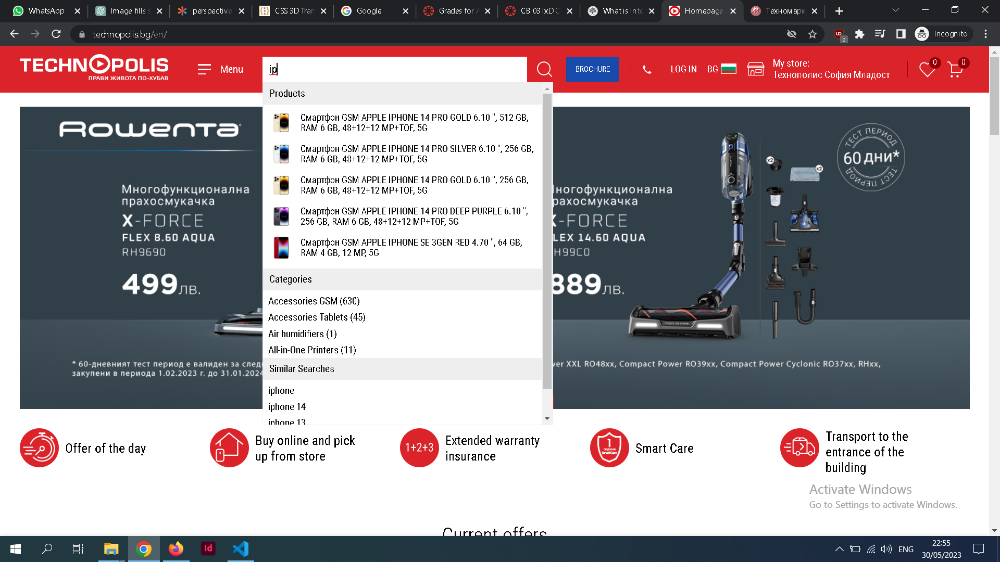 WhatsApp
Image fills s
perspective
CSS 3D Tran
Google
Grades for A
CB 03 IxD C
What is Inte
Homepage
Техномарк
technopolis.bg/en/
2
Incognito
TECHNOPOLIS
ПРАВИ ЖИВОТА ПО-ХУБАВ
Menu
ip
BROCHURE
LOG IN
BG
My store:
Технополис София Младост
0
0
Products
Смартфон GSM APPLE IPHONE 14 PRO GOLD 6.10 ", 512 GB,
RAM 6 GB, 48+12+12 MP+TOF, 5G
Смартфон GSM APPLE IPHONE 14 PRO SILVER 6.10 ", 256 GB,
RAM 6 GB, 48+12+12 MP+TOF, 5G
Смартфон GSM APPLE IPHONE 14 PRO GOLD 6.10 ", 256 GB,
RAM 6 GB, 48+12+12 MP+TOF, 5G
Смартфон GSM APPLE IPHONE 14 PRO DEEP PURPLE 6.10 ",
256 GB, RAM 6 GB, 48+12+12 MP+TOF, 5G
Смартфон GSM APPLE IPHONE SE 3GEN RED 4.70 ", 64 GB,
RAM 4 GB, 12 MP, 5G
Categories
Accessories GSM (630)
Accessories Tablets (45)
Air humidifiers (1)
All-in-One Printers (11)
Similar Searches
iphone
iphone 14
iphone 13
Rowenta
Многофункционална
прахосмукачка
X-FORCE
FLEX 8.60 AQUA
RH9690
499лв.
* 60-дневният тест период е валиден за след
закупени в периода 1.02.2023 г. до 31.01.2024
ногофункционална
рахосмукачка
X-FORCE
LEX 14.60 AQUA
H99C0
889лв.
x2
x2
ТЕСТ ПЕРИОД
60 ДНИ*
ТЕСТ ПЕРИОД
wer XXL RO48xx, Compact Power RO39xx, Compact Power Cyclonic RO37xx, RHxx,
Offer of the day
Buy online and pick
up from store
1+2+3
Extended warranty
insurance
1
година
SmartCare
Smart Care
Transport to the
entrance of the
building
Activate Windows
Go to Settings to activate Windows.
Current offers
Id
ENG
22:55
30/05/2023